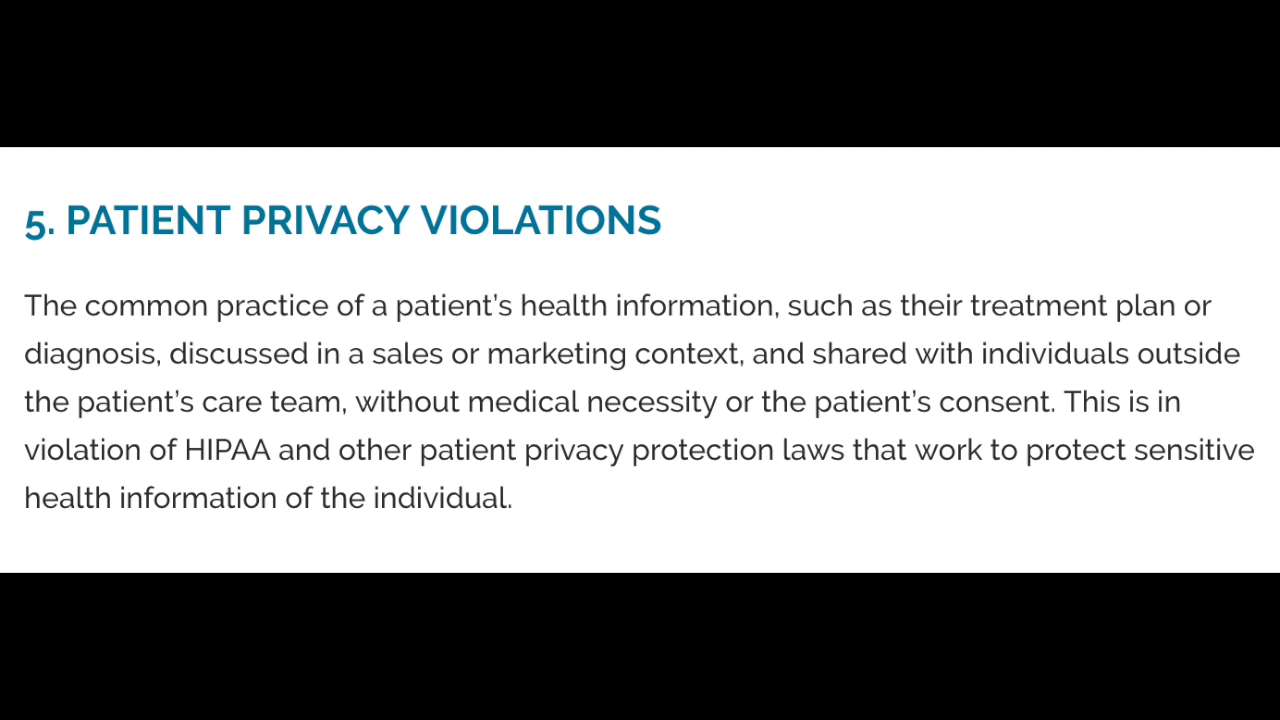 5. PATIENT PRIVACY VIOLATIONS
The common practice of a patient’s health information, such as their treatment plan or
diagnosis, discussed in a sales or marketing context, and shared with individuals outside
the patient’s care team, without medical necessity or the patient’s consent. This is in
violation of HIPAA and other patient privacy protection laws that work to protect sensitive
health information of the individual.